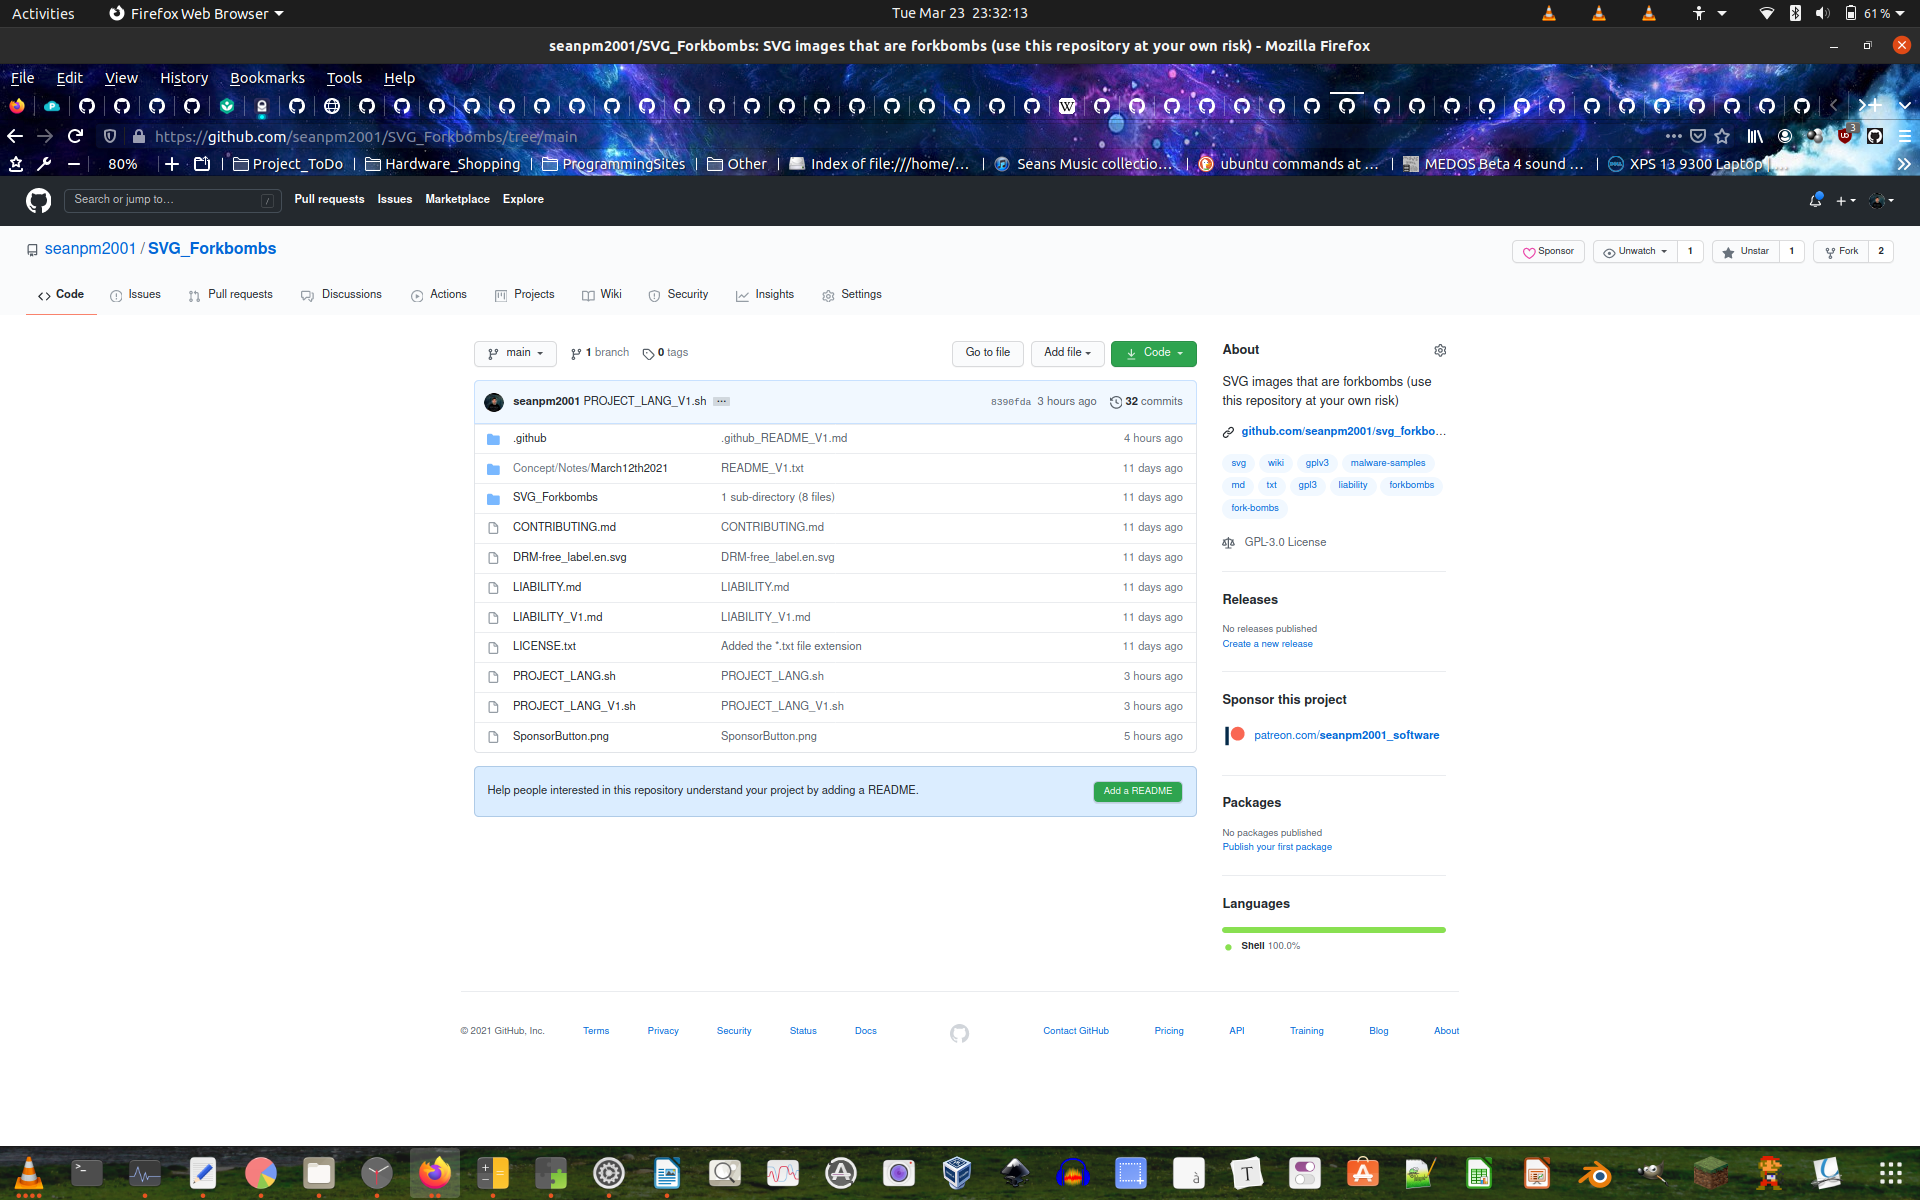 Activities Firefox Web Browser Tue Mar 23 23:32:13 61 %
seanpm2001/SVG_Forkbombs: SVG images that are forkbombs (use this repository at your own risk) - Mozilla Firefox
File Edit View History Bookmarks Tools Help
https://github.com/seanpm2001/SVG_Forkbombs/tree/main 3
80% Project_ToDo Hardware_Shopping ProgrammingSites Other Index of file:///home/... Seans Music collectio... ubuntu commands at ... MEDOS Beta 4 sound ... XPS 13 9300 Laptop
Search or jump to… / Pull requests Issues Marketplace Explore
seanpm2001 / SVG_Forkbombs Sponsor Unwatch 1 Unstar 1 Fork 2
Code Issues Pull requests Discussions Actions Projects Wiki Security Insights Settings
main 1 branch 0 tags Go to file Add file Code
seanpm2001 PROJECT_LANG_V1.sh ... 8390fda 3 hours ago 32 commits
.github .github_README_V1.md 4 hours ago
Concept/Notes/March12th2021 README_V1.txt 11 days ago
SVG_Forkbombs 1 sub-directory (8 files) 11 days ago
CONTRIBUTING.md CONTRIBUTING.md 11 days ago
DRM-free_label.en.svg DRM-free_label.en.svg 11 days ago
LIABILITY.md LIABILITY.md 11 days ago
LIABILITY_V1.md LIABILITY_V1.md 11 days ago
LICENSE.txt Added the *.txt file extension 11 days ago
PROJECT_LANG.sh PROJECT_LANG.sh 3 hours ago
PROJECT_LANG_V1.sh PROJECT_LANG_V1.sh 3 hours ago
SponsorButton.png SponsorButton.png 5 hours ago
Help people interested in this repository understand your project by adding a README. Add a README
About
SVG images that are forkbombs (use
this repository at your own risk)
github.com/seanpm2001/svg_forkbo…
svg wiki gplv3 malware-samples
md txt gpl3 liability forkbombs
fork-bombs
GPL-3.0 License
Releases
No releases published
Create a new release
Sponsor this project
patreon.com/seanpm2001_software
Packages
No packages published
Publish your first package
Languages
Shell 100.0%
© 2021 GitHub, Inc. Terms Privacy Security Status Docs Contact GitHub Pricing API Training Blog About